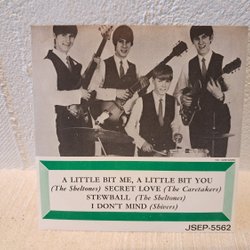 A LITTLE BIT ME, A LITTLE BIT YOU
(The Sheltones) SECRET LOVE (The Caretakers)
STEWBALL (The Sheltones)
I DON'T MIND (Shivers)
JSEP-5562